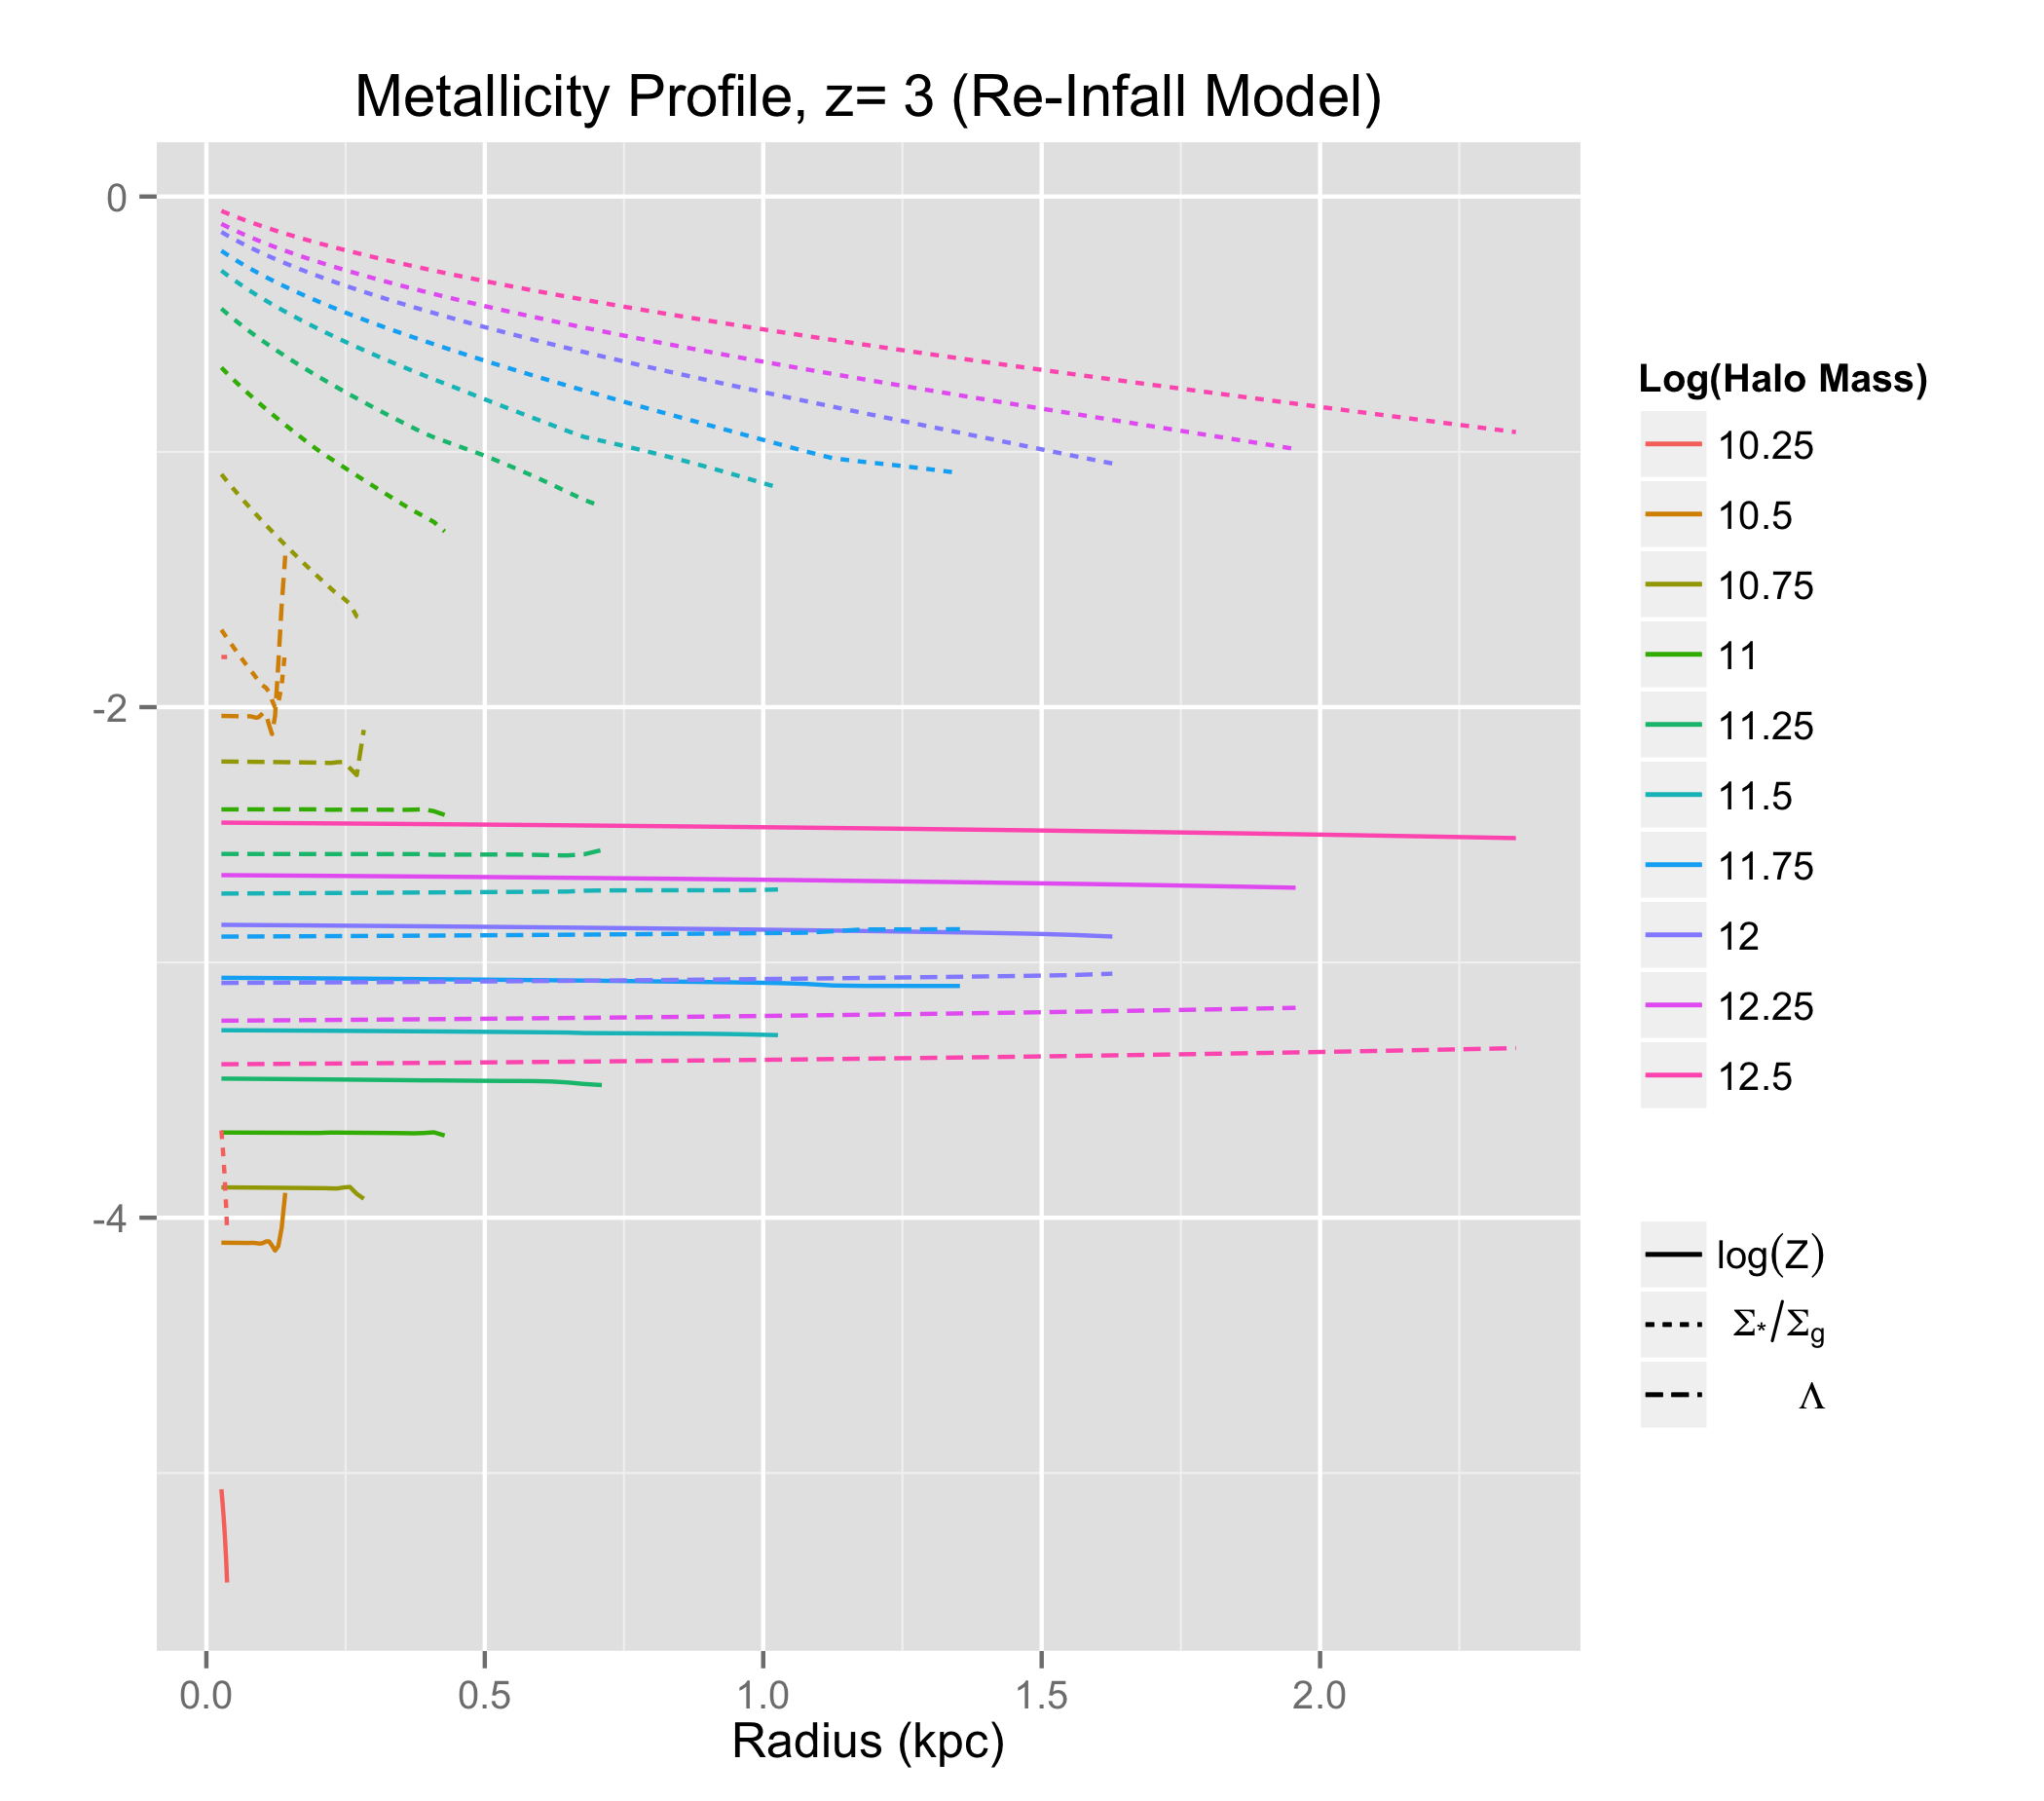 Metallicity Profile, z= 3 (Re-Infall Model)
0
-2
-4
0.0 0.5 1.0 1.5 2.0
Radius (kpc)
Log(Halo Mass)
10.25
10.5
10.75
11
11.25
11.5
11.75
12
12.25
12.5
log(Z)
Σ*/Σg
Λ